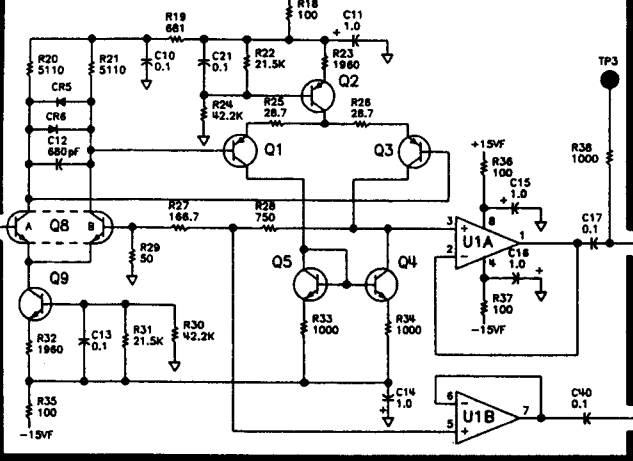 R18
100
C11
1.0
+
R19
681
R20
5110
R21
5110
C10
0.1
C21
0.1
R22
21.5K
R23
1960
Q2
TP3
CR5
CR6
C12
680pF
R24
42.2K
R25
28.7
R26
28.7
Q1
Q3
+15VF
R36
100
R38
1000
C15
1.0
+
A
Q8
B
R27
166.7
R28
750
R29
50
3
+
8
U1A
1
2
-
4
C17
0.1
C16
1.0
+
Q9
Q5
Q4
R37
100
-15VF
R32
1960
C13
0.1
R31
21.5K
R30
42.2K
R33
1000
R34
1000
R35
100
-15VF
C14
1.0
+
6
-
U1B
7
5
+
C40
0.1